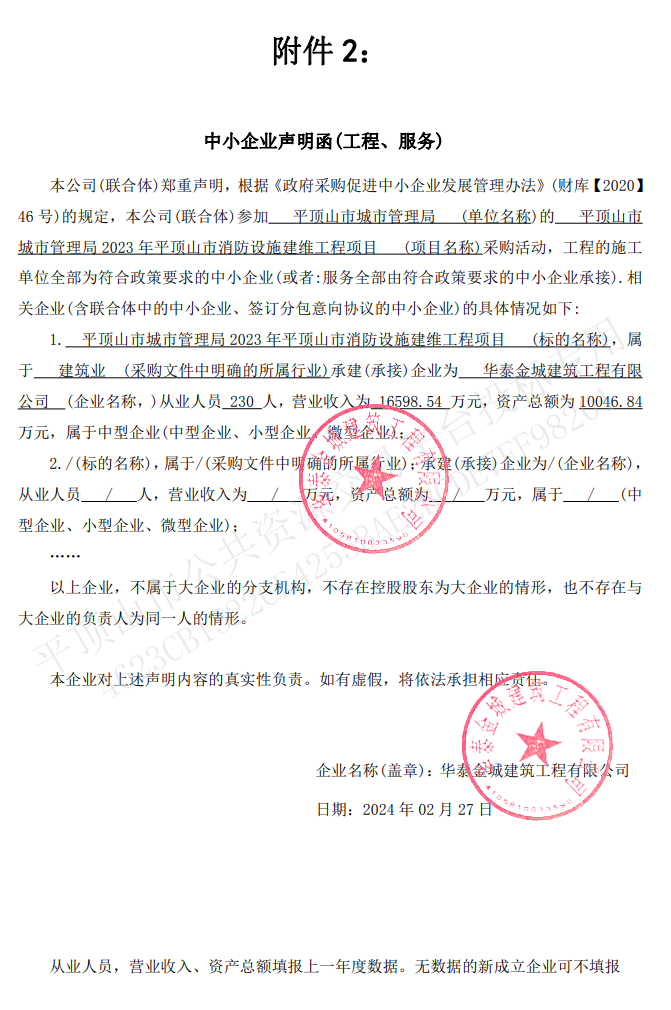 附件 2：
中小企业声明函(工程、服务)
本公司(联合体)郑重声明，根据《政府采购促进中小企业发展管理办法》(财库【2020】
46 号)的规定，本公司(联合体)参加 平顶山市城市管理局 (单位名称)的 平顶山市
城市管理局 2023 年平顶山市消防设施建维工程项目 (项目名称)采购活动，工程的施工
单位全部为符合政策要求的中小企业(或者:服务全部由符合政策要求的中小企业承接).相
关企业(含联合体中的中小企业、签订分包意向协议的中小企业)的具体情况如下:
1. 平顶山市城市管理局 2023 年平顶山市消防设施建维工程项目 (标的名称)，属
于 建筑业 (采购文件中明确的所属行业)承建(承接)企业为 华泰金城建筑工程有限
公司 (企业名称，)从业人员 230 人，营业收入为 16598.54 万元，资产总额为 10046.84
万元，属于中型企业(中型企业、小型企业、微型企业)；
2./(标的名称)，属于/(采购文件中明确的所属行业)；承建(承接)企业为/(企业名称)，
从业人员 / 人，营业收入为 / 万元，资产总额为 / 万元，属于 / (中
型企业、小型企业、微型企业)；
……
以上企业，不属于大企业的分支机构，不存在控股股东为大企业的情形，也不存在与
大企业的负责人为同一人的情形。
本企业对上述声明内容的真实性负责。如有虚假，将依法承担相应责任。
企业名称(盖章)：华泰金城建筑工程有限公司
日期：2024 年 02 月 27 日
华泰金城建筑工程有限公司
华泰金城建筑工程有限公司
从业人员，营业收入、资产总额填报上一年度数据。无数据的新成立企业可不填报